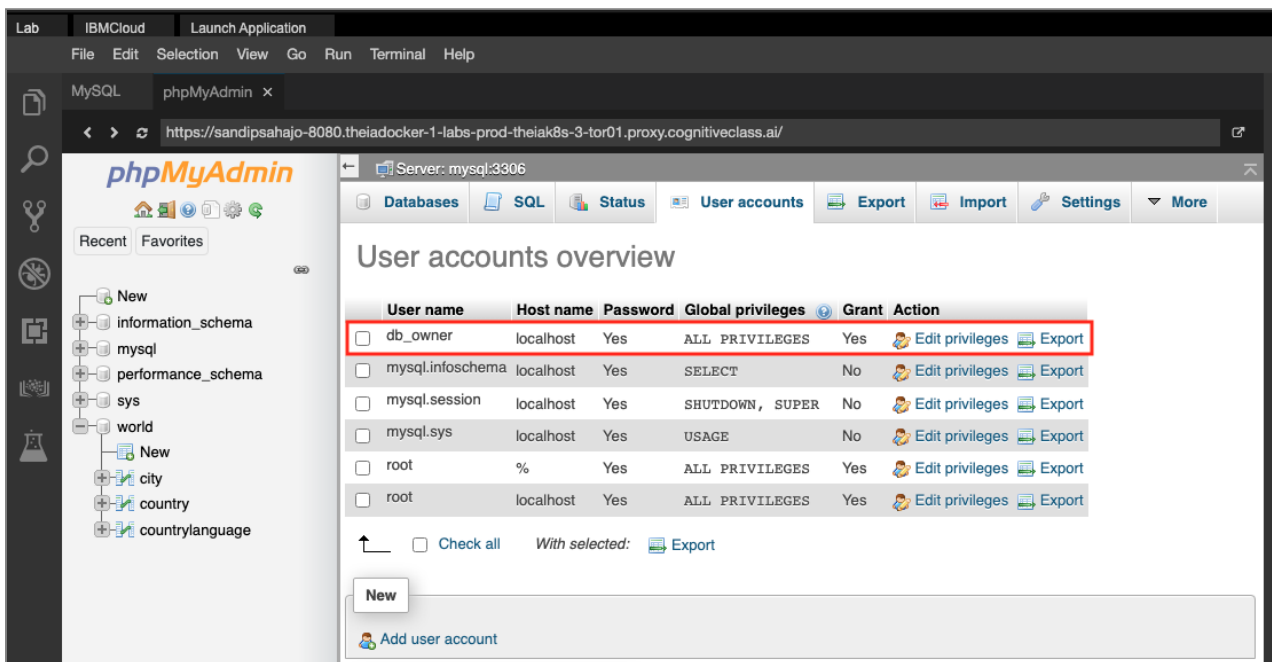 Lab IBMCloud Launch Application
File Edit Selection View Go Run Terminal Help
MySQL phpMyAdmin ×
https://sandipsahajo-8080.theiadocker-1-labs-prod-theiak8s-3-tor01.proxy.cognitiveclass.ai/
phpMyAdmin
Recent Favorites
New
information_schema
mysql
performance_schema
sys
world
New
city
country
countrylanguage
Server: mysql:3306
Databases SQL Status User accounts Export Import Settings More
User accounts overview
User name Host name Password Global privileges Grant Action
db_owner localhost Yes ALL PRIVILEGES Yes Edit privileges Export
mysql.infoschema localhost Yes SELECT No Edit privileges Export
mysql.session localhost Yes SHUTDOWN, SUPER No Edit privileges Export
mysql.sys localhost Yes USAGE No Edit privileges Export
root % Yes ALL PRIVILEGES Yes Edit privileges Export
root localhost Yes ALL PRIVILEGES Yes Edit privileges Export
Check all With selected: Export
New
Add user account